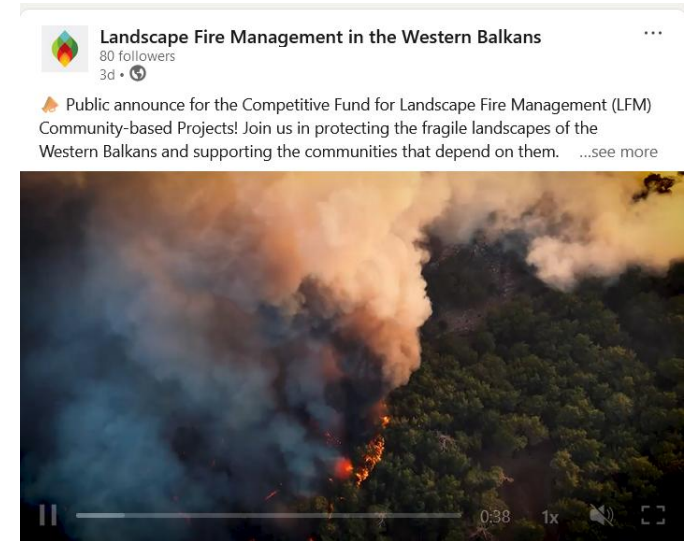 Landscape Fire Management in the Western Balkans
80 followers
3d •
Public announce for the Competitive Fund for Landscape Fire Management (LFM)
Community-based Projects! Join us in protecting the fragile landscapes of the
Western Balkans and supporting the communities that depend on them. ...see more
0:38 1x